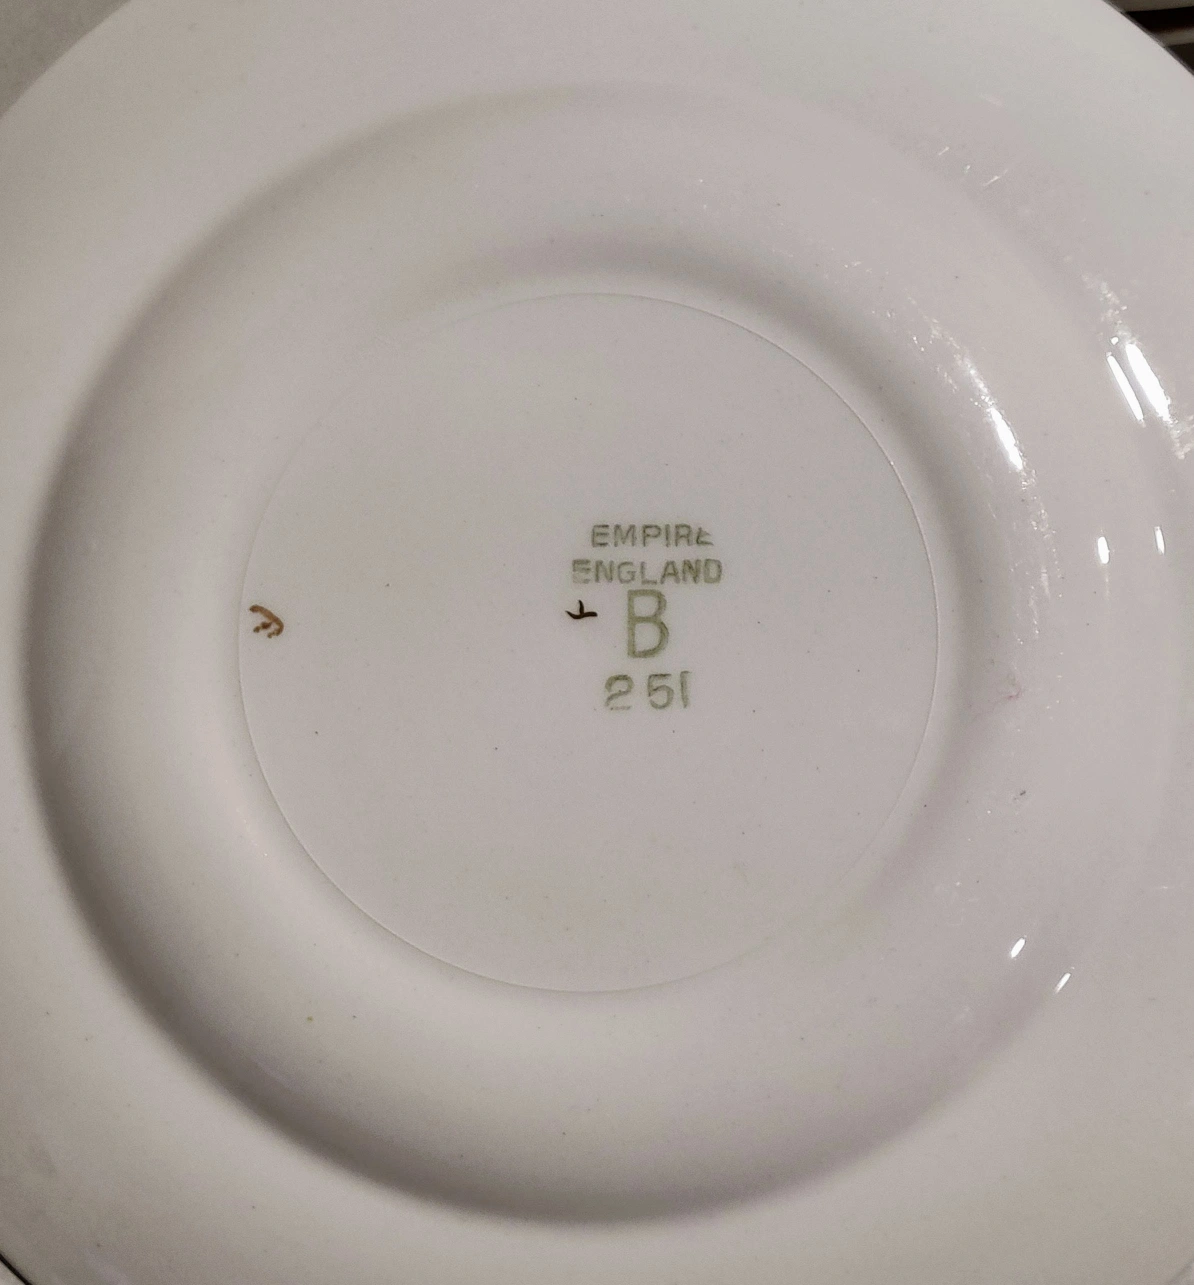 EMPIRE
ENGLAND
B
251